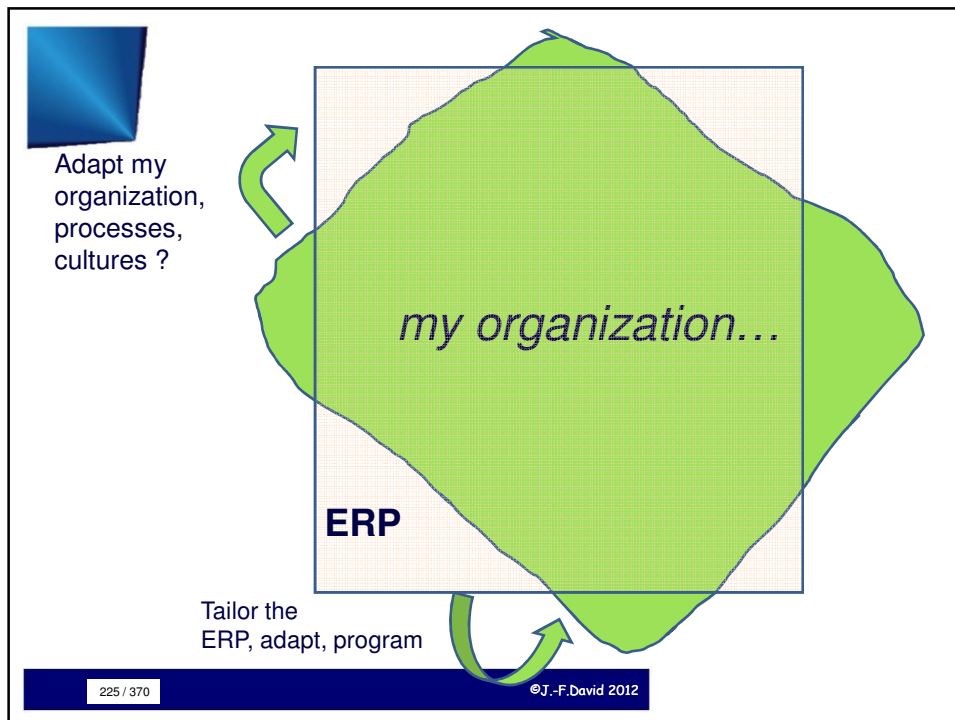 Adapt my
organization,
processes,
cultures ?
my organization…
ERP
Tailor the
ERP, adapt, program
225 / 370
©J.-F.David 2012